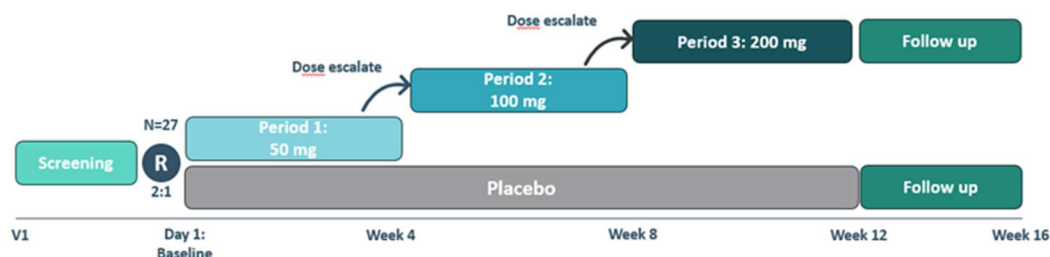 Dose escalate
Period 3: 200 mg
Follow up
Dose escalate
Period 2:
100 mg
N=27
Period 1:
50 mg
Screening
R
2:1
Placebo
Follow up
V1
Day 1:
Baseline
Week 4
Week 8
Week 12
Week 16